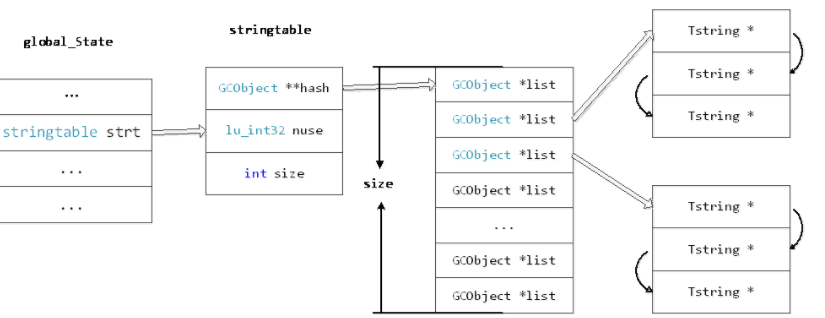 global_State
...
stringtable strt
...
...
stringtable
GCObject **hash
lu_int32 nuse
int size
size
GCObject *list
GCObject *list
GCObject *list
GCObject *list
...
GCObject *list
GCObject *list
Tstring *
Tstring *
Tstring *
Tstring *
Tstring *
Tstring *